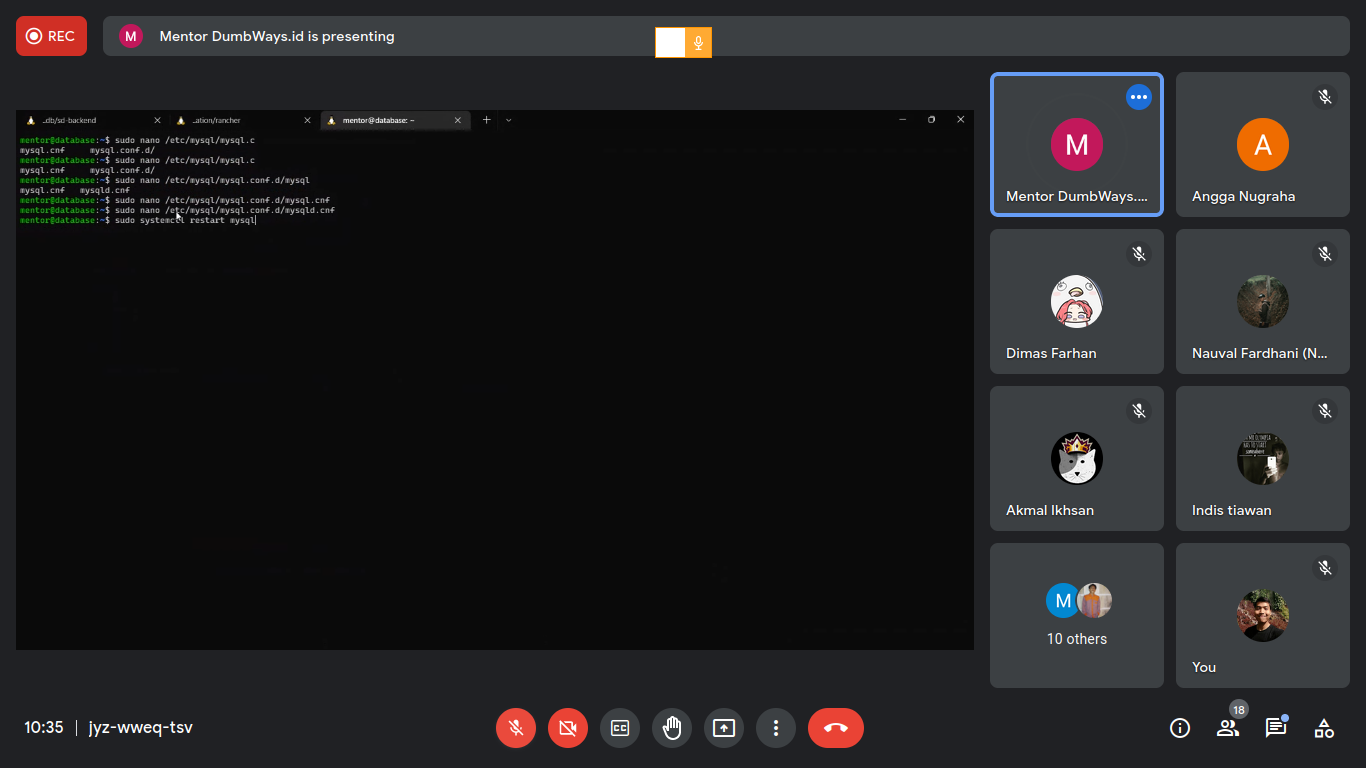 REC
M
Mentor DumbWays.id is presenting
..db/sd-backend
..ation/rancher
mentor@database: ~
mentor@database:~$ sudo nano /etc/mysql/mysql.c
mysql.cnf mysql.conf.d/
mentor@database:~$ sudo nano /etc/mysql/mysql.c
mysql.cnf mysql.conf.d/
mentor@database:~$ sudo nano /etc/mysql/mysql.conf.d/mysql
mysql.cnf mysqld.cnf
mentor@database:~$ sudo nano /etc/mysql/mysql.conf.d/mysql.cnf
mentor@database:~$ sudo nano /etc/mysql/mysql.conf.d/mysqld.cnf
mentor@database:~$ sudo systemctl restart mysql
M
Mentor DumbWays....
A
Angga Nugraha
Dimas Farhan
Nauval Fardhani (N...
Akmal Ikhsan
Indis tiawan
M
10 others
You
10:35 | jyz-wweq-tsv
CC
18